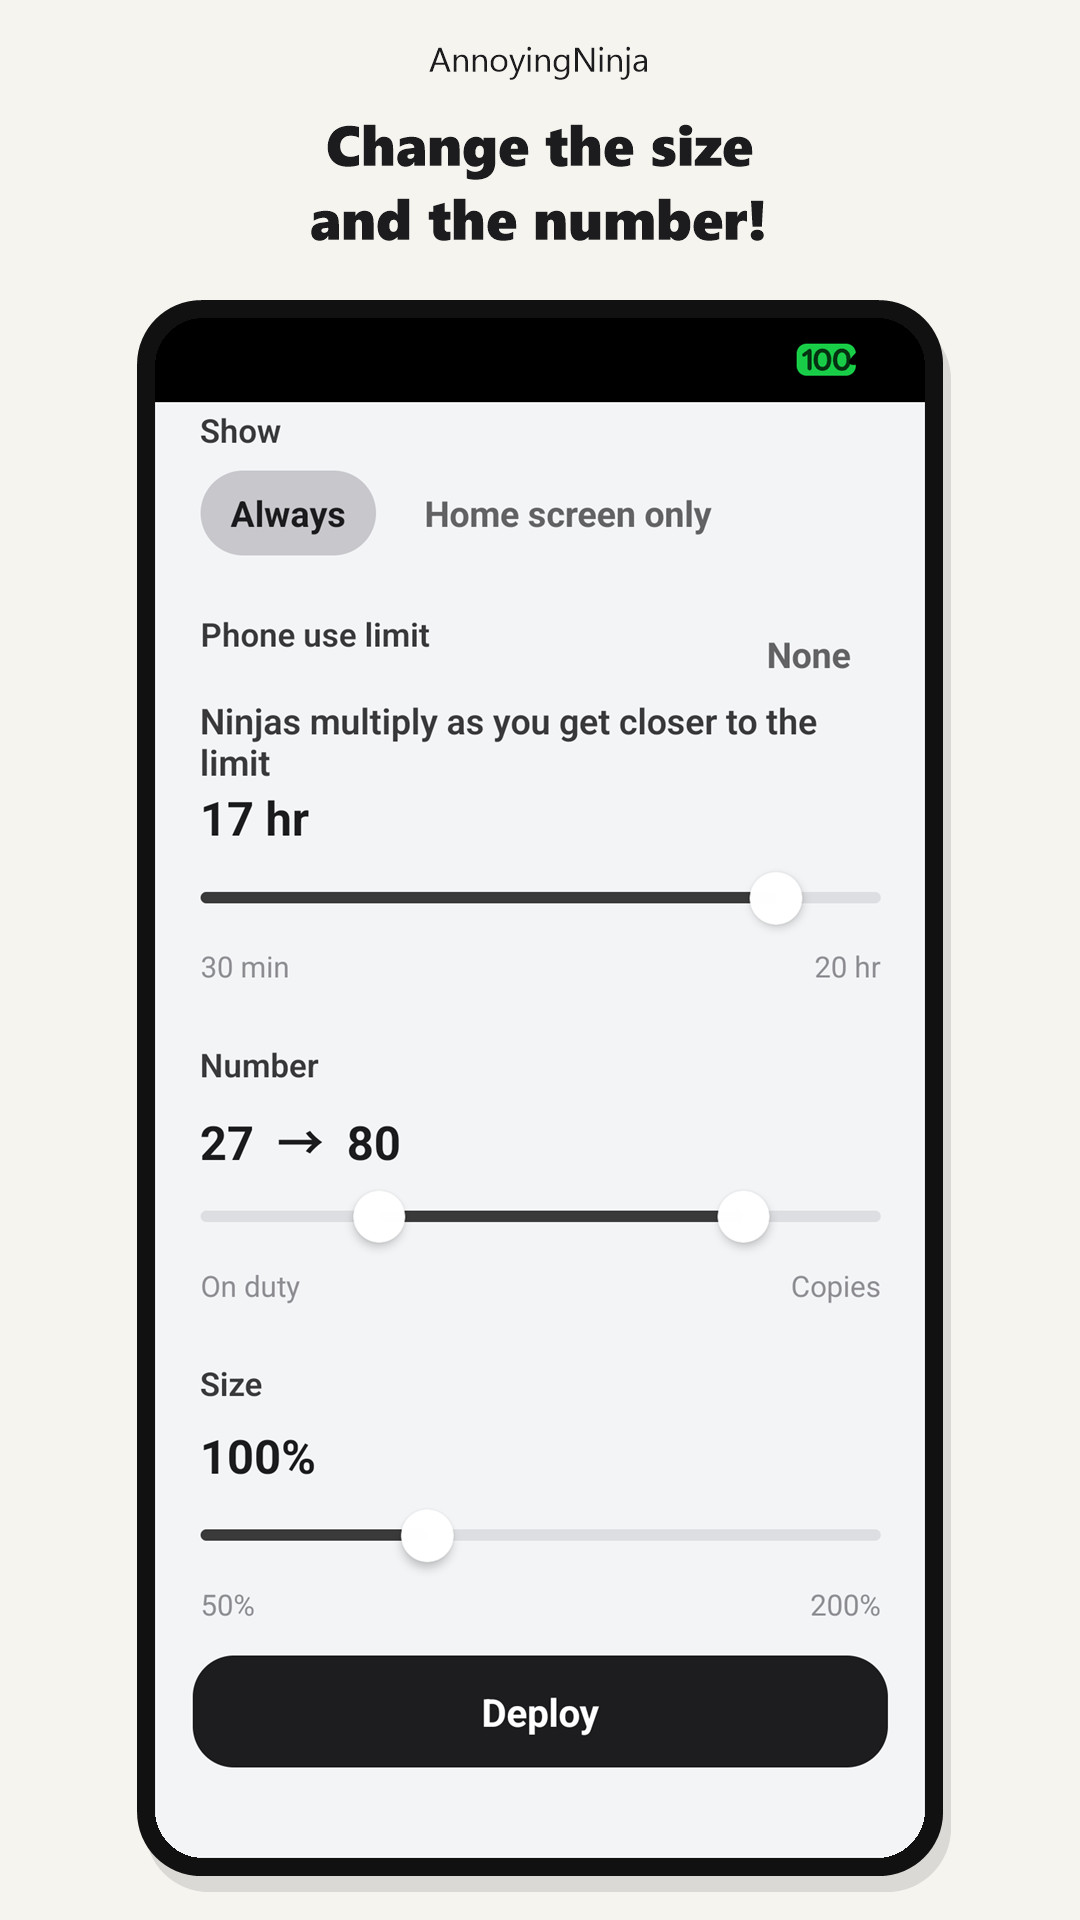 AnnoyingNinja
Change the size
and the number!
100
Show
Always
Home screen only
Phone use limit
None
Ninjas multiply as you get closer to the
limit
17 hr
30 min
20 hr
Number
27 → 80
On duty
Copies
Size
100%
50%
200%
Deploy